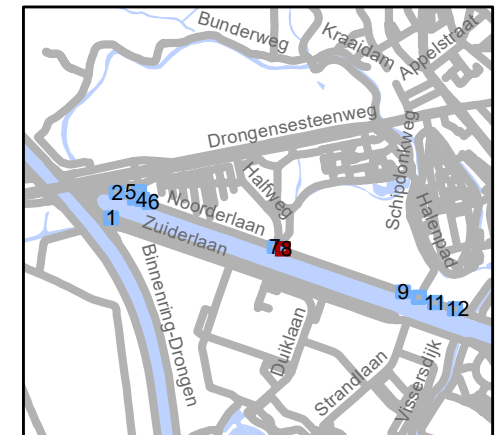 Bunderweg
Kraaidam
Appelstraat
Drongensesteenweg
Schipdonkweg
Halfweg
Halenpad
2
5
4
6
Noorderlaan
1
Zuiderlaan
7
8
Binnenring-Drongen
9
11
12
Duiklaan
Strandlaan
Vissersdijk